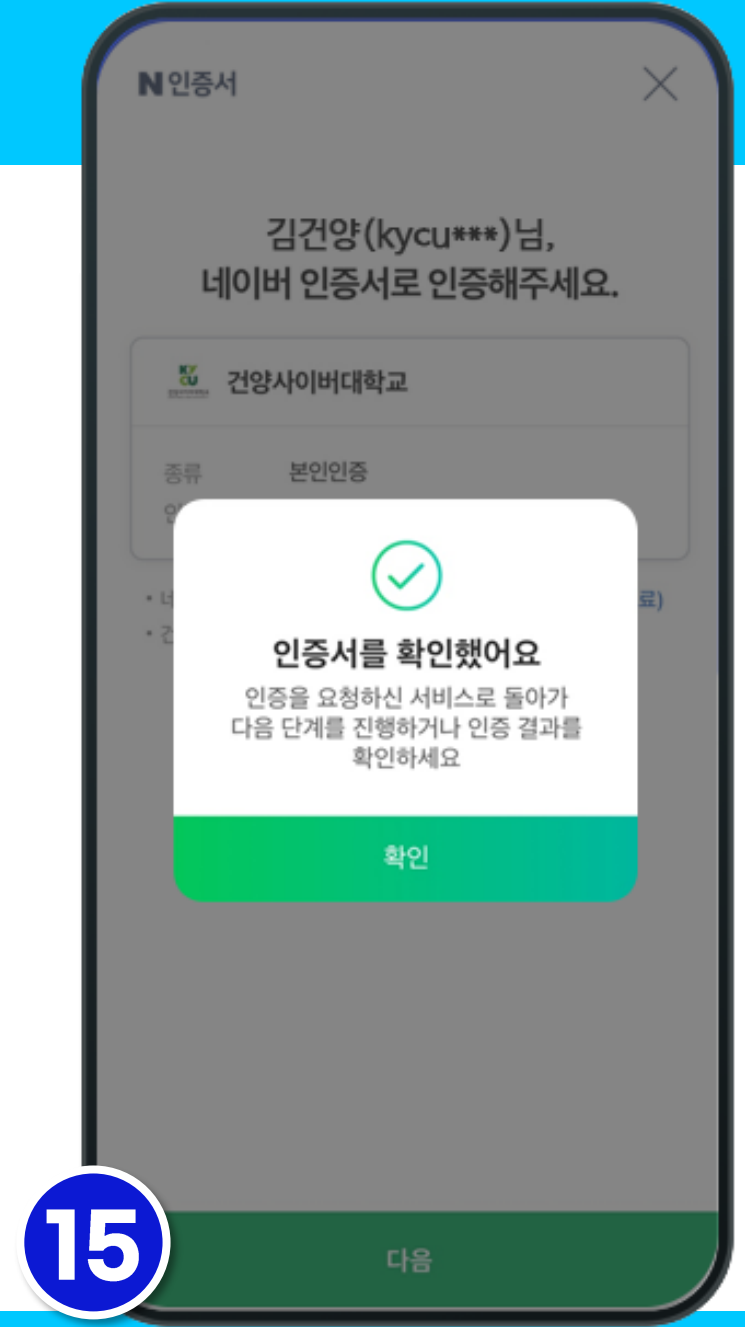 N 인증서
김건양(kycu***)님,
네이버 인증서로 인증해주세요.
KY
CU
건양사이버대학교
종류 본인인증
료)
인증서를 확인했어요
인증을 요청하신 서비스로 돌아가
다음 단계를 진행하거나 인증 결과를
확인하세요
확인
다음
15